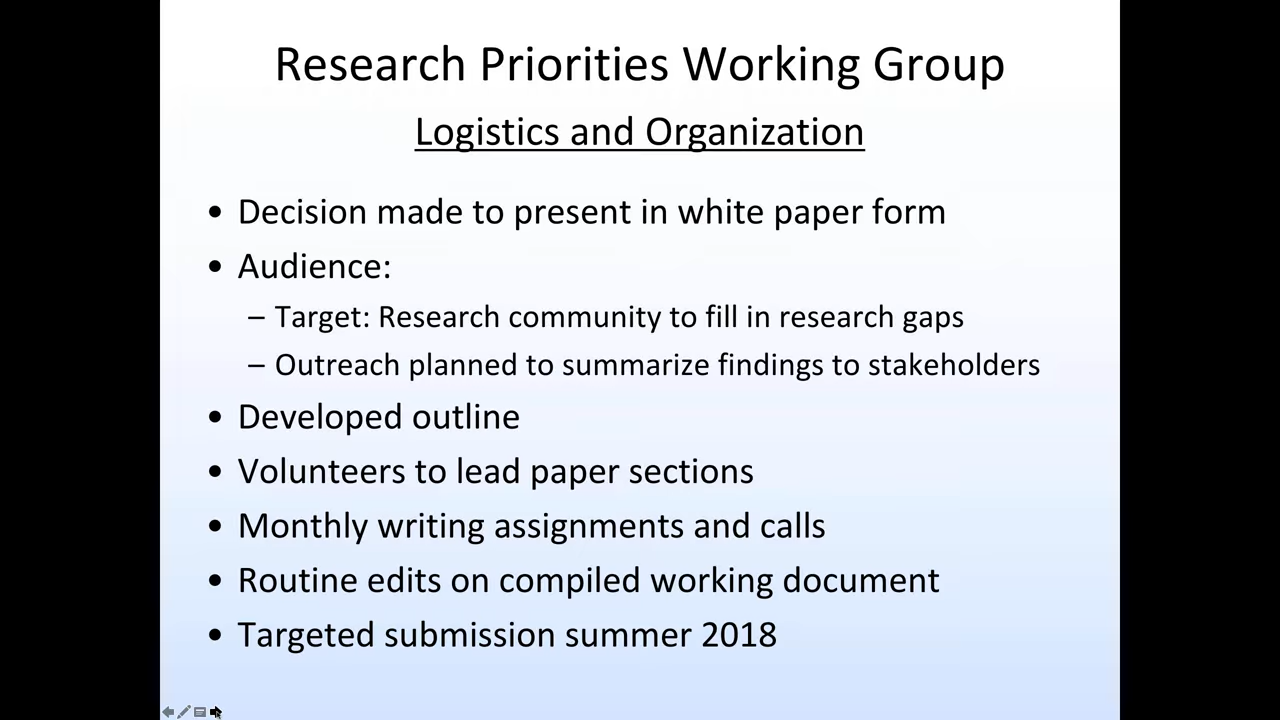 Research Priorities Working Group
Logistics and Organization
• Decision made to present in white paper form
• Audience:
– Target: Research community to fill in research gaps
– Outreach planned to summarize findings to stakeholders
• Developed outline
• Volunteers to lead paper sections
• Monthly writing assignments and calls
• Routine edits on compiled working document
• Targeted submission summer 2018